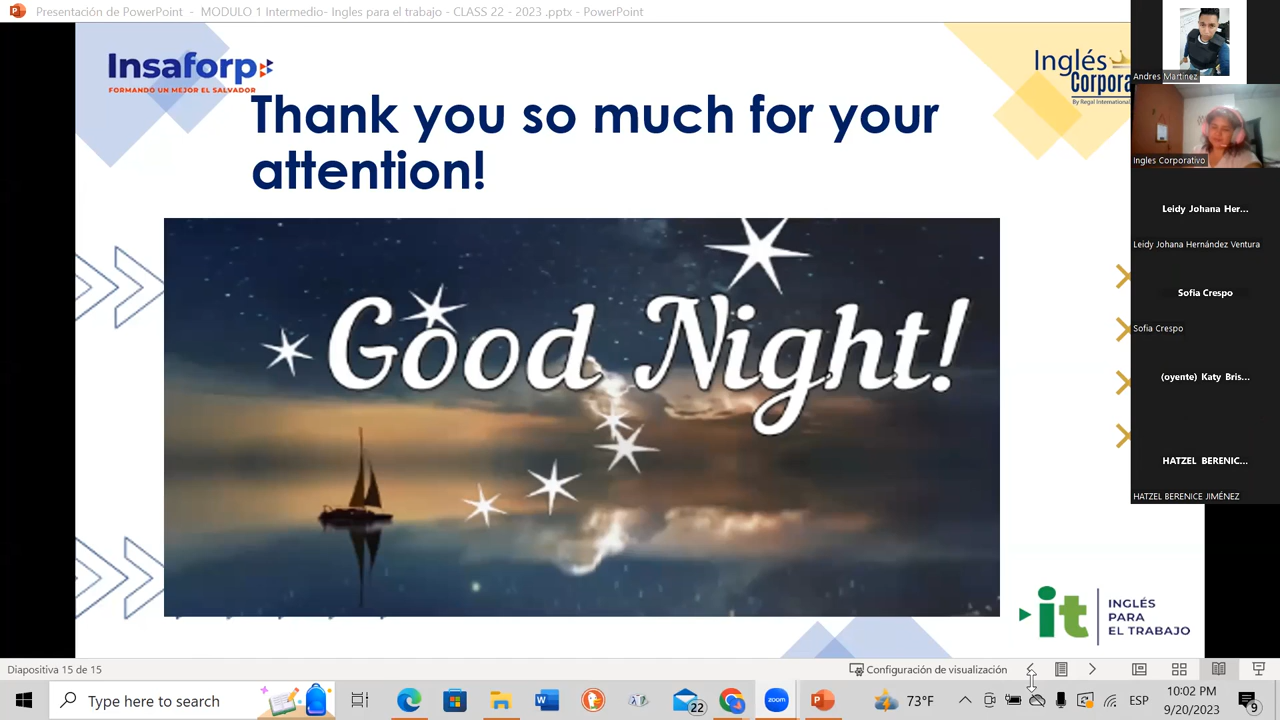 Presentación de PowerPoint - MODULO 1 Intermedio- Ingles para el trabajo - CLASS 22 - 2023 .pptx - PowerPoint
Insaforp
FORMANDO UN MEJOR EL SALVADOR
Inglés
Corpora
By Regal International
Thank you so much for your
attention!
Good Night!
Andres Martinez
Ingles Corporativo
Leidy Johana Her...
Leidy Johana Hernández Ventura
Sofia Crespo
Sofia Crespo
(oyente) Katy Bris...
HATZEL BERENIC...
HATZEL BERENICE JIMÉNEZ
it
INGLÉS
PARA
EL TRABAJO
Diapositiva 15 de 15
Configuración de visualización
Type here to search
22
zoom
73°F
ESP
10:02 PM
9/20/2023
9